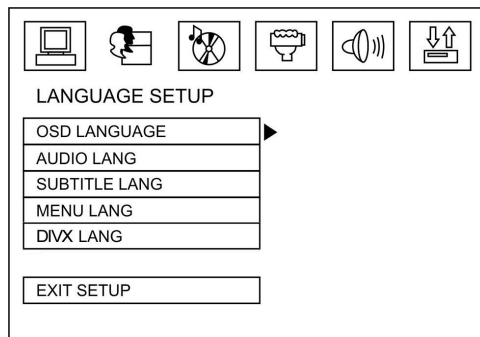 LANGUAGE SETUP
OSD LANGUAGE
AUDIO LANG
SUBTITLE LANG
MENU LANG
DIVX LANG
EXIT SETUP